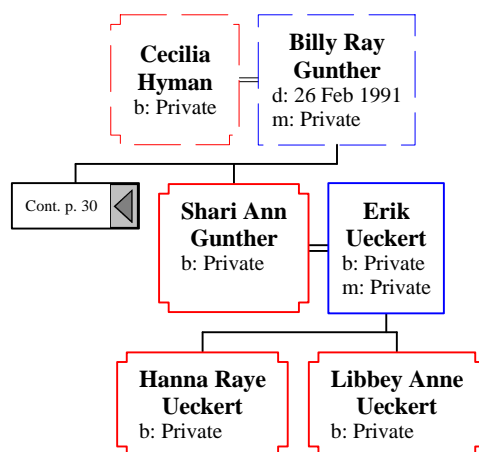 Cecilia
Hyman
b: Private
Billy Ray
Gunther
d: 26 Feb 1991
m: Private
Cont. p. 30
Shari Ann
Gunther
b: Private
Erik
Ueckert
b: Private
m: Private
Hanna Raye
Ueckert
b: Private
Libbey Anne
Ueckert
b: Private